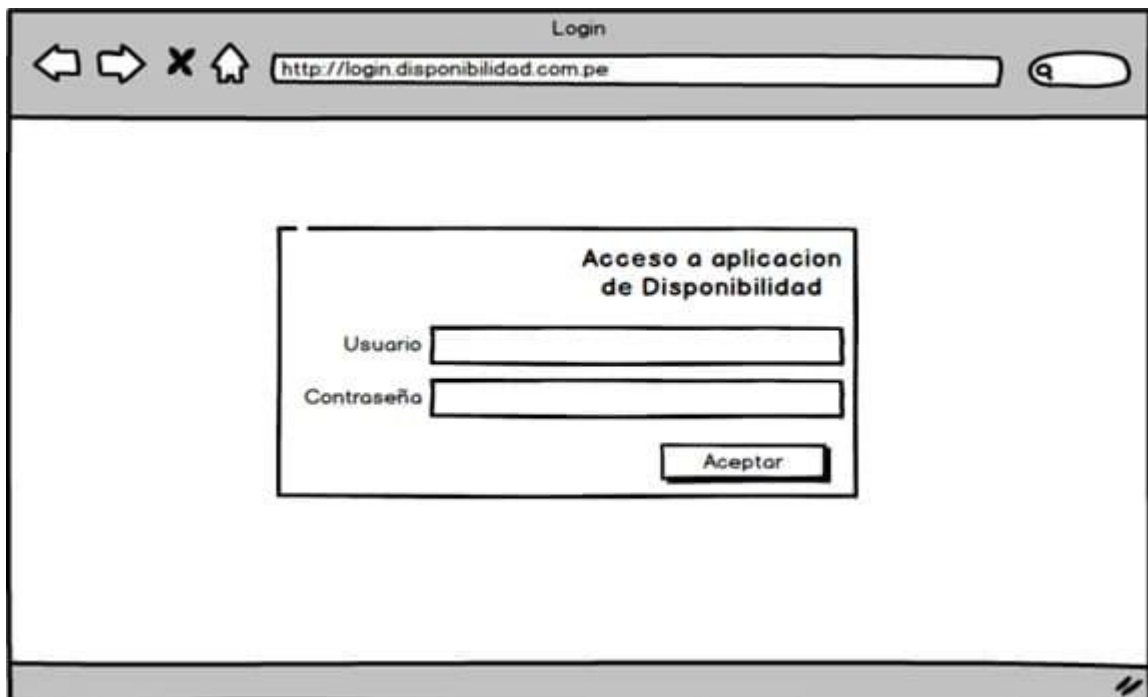 Login
http://login.disponibilidad.com.pe
Acceso a aplicacion
de Disponibilidad
Usuario
Contraseña
Aceptar